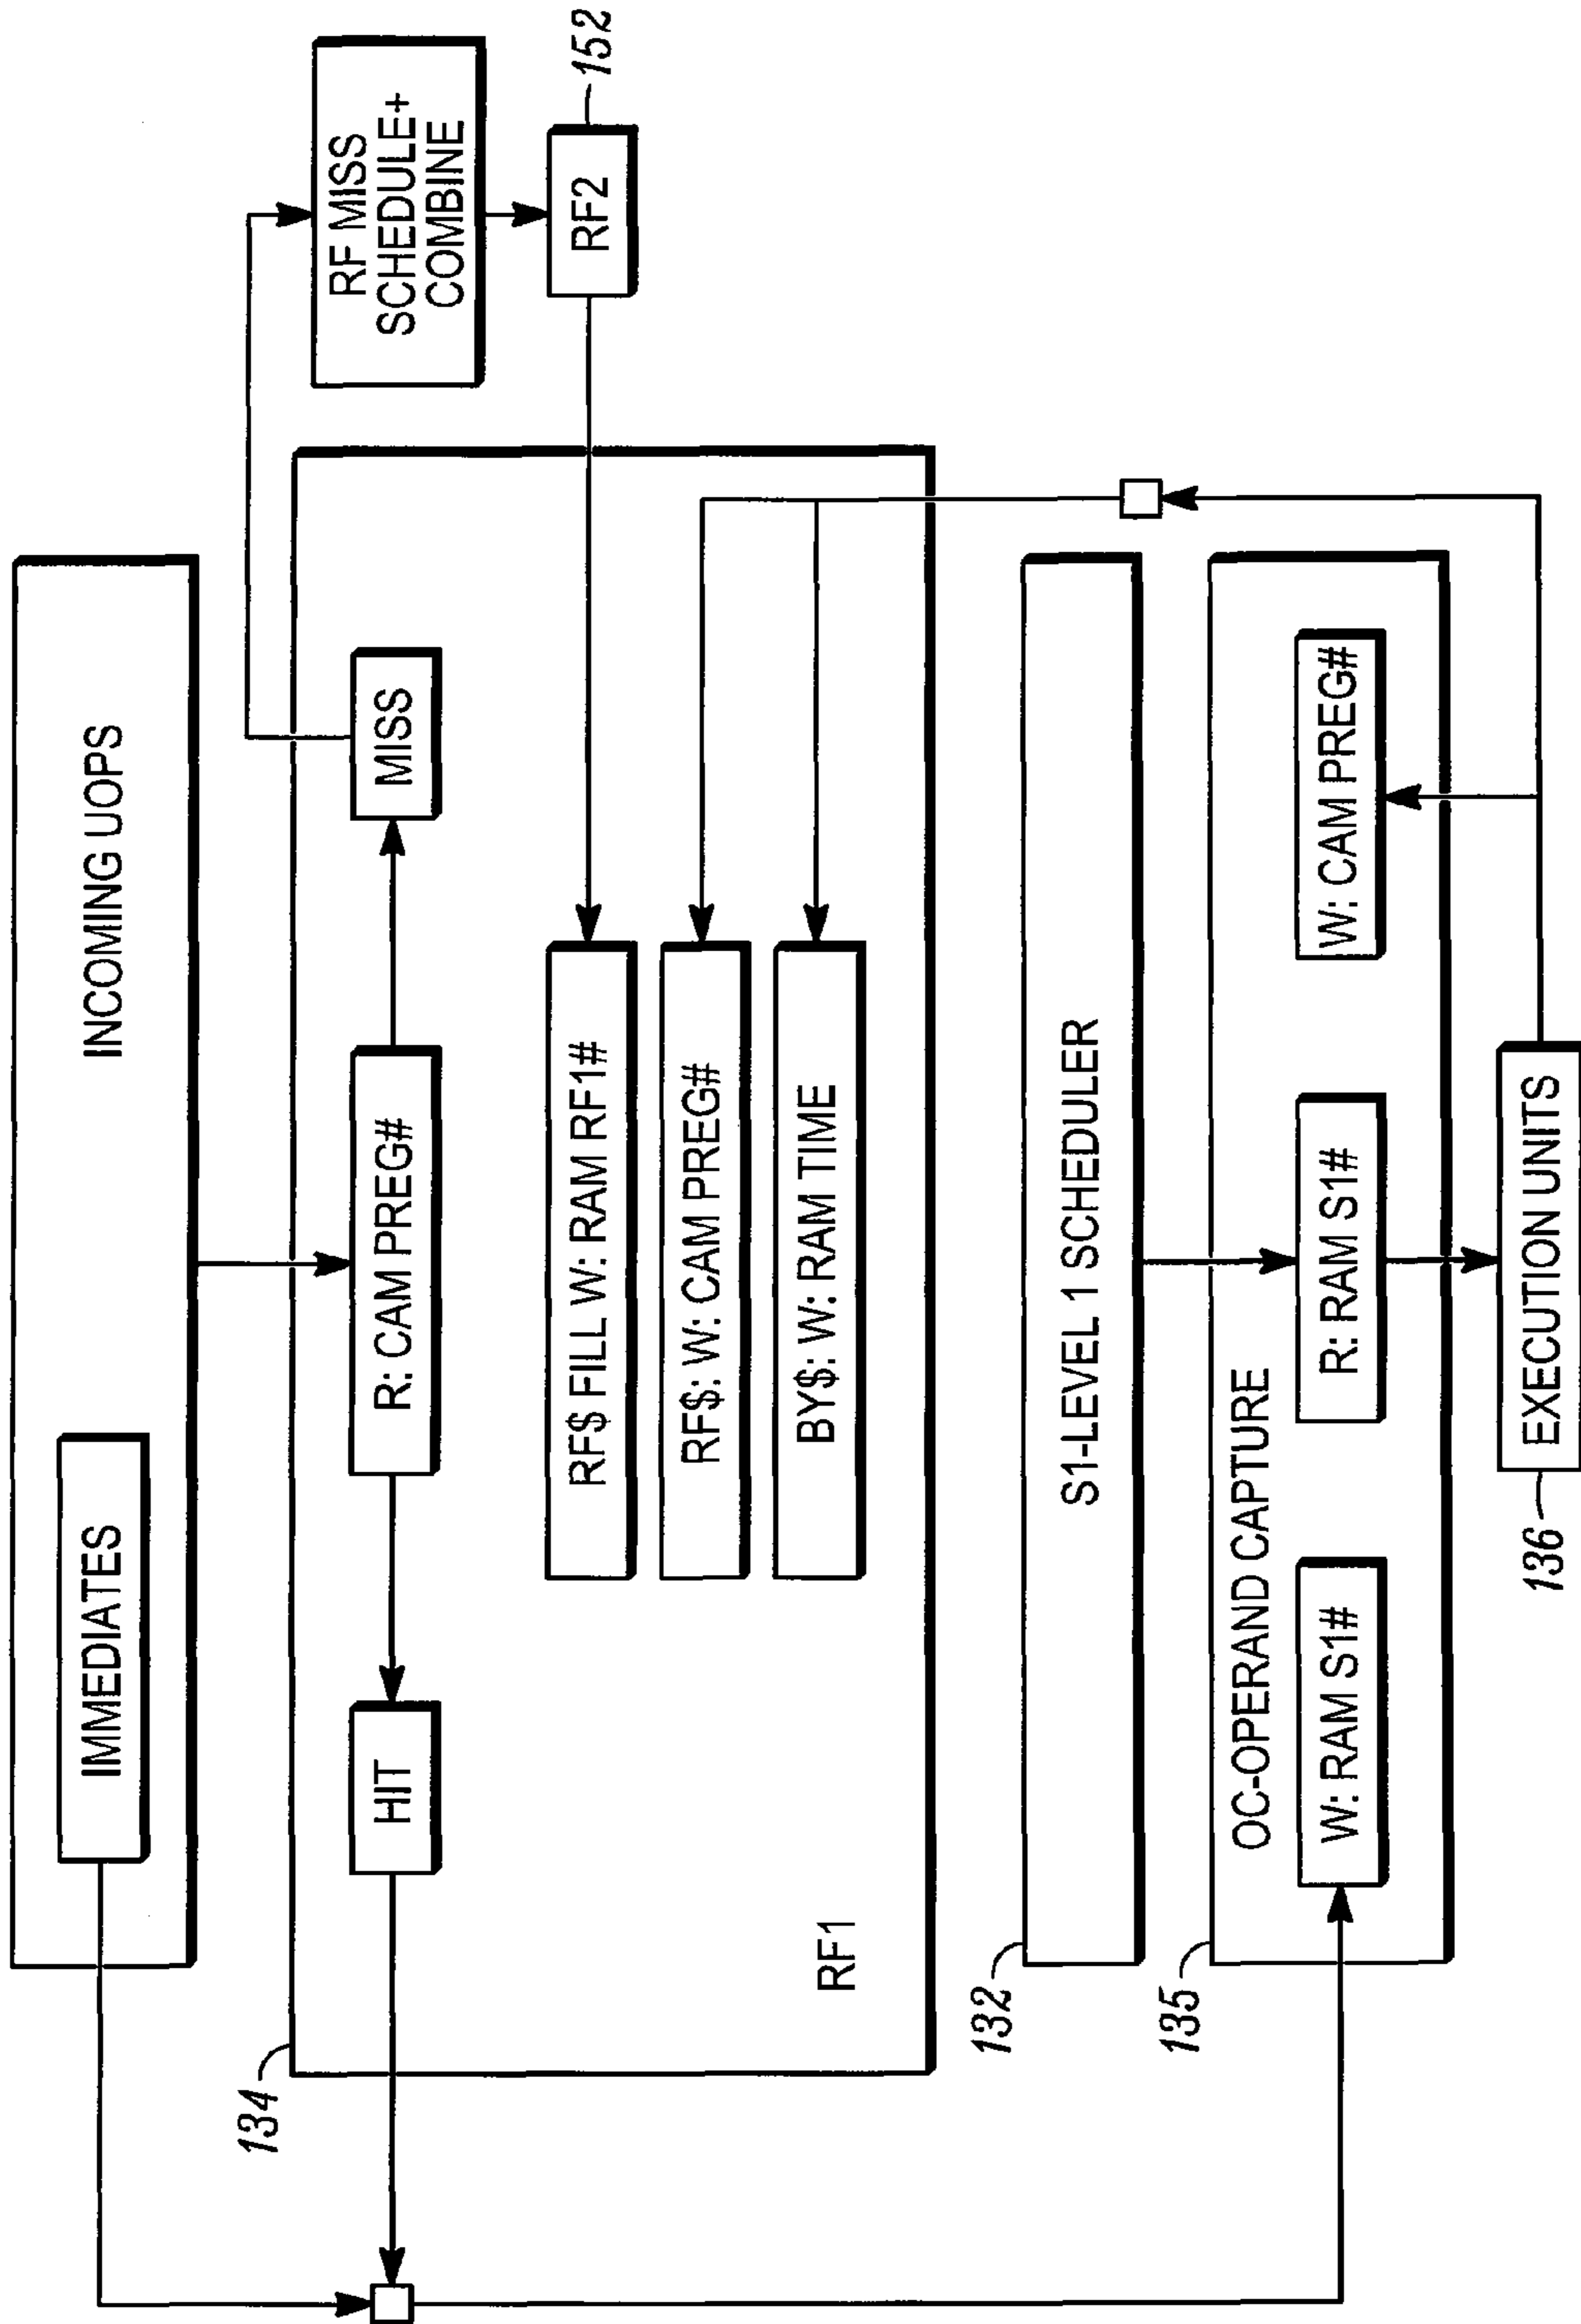 INCOMING UOPS
IMMEDIATES
134
HIT
R: CAM PREG#
MISS
RF MISS
SCHEDULE+
COMBINE
RF2
152
RF$ FILL W: RAM RF1#
RF$: W: CAM PREG#
BY$: W: RAM TIME
RF1
132
S1-LEVEL 1 SCHEDULER
135
OC-OPERAND CAPTURE
W: RAM S1#
R: RAM S1#
W: CAM PREG#
136
EXECUTION UNITS